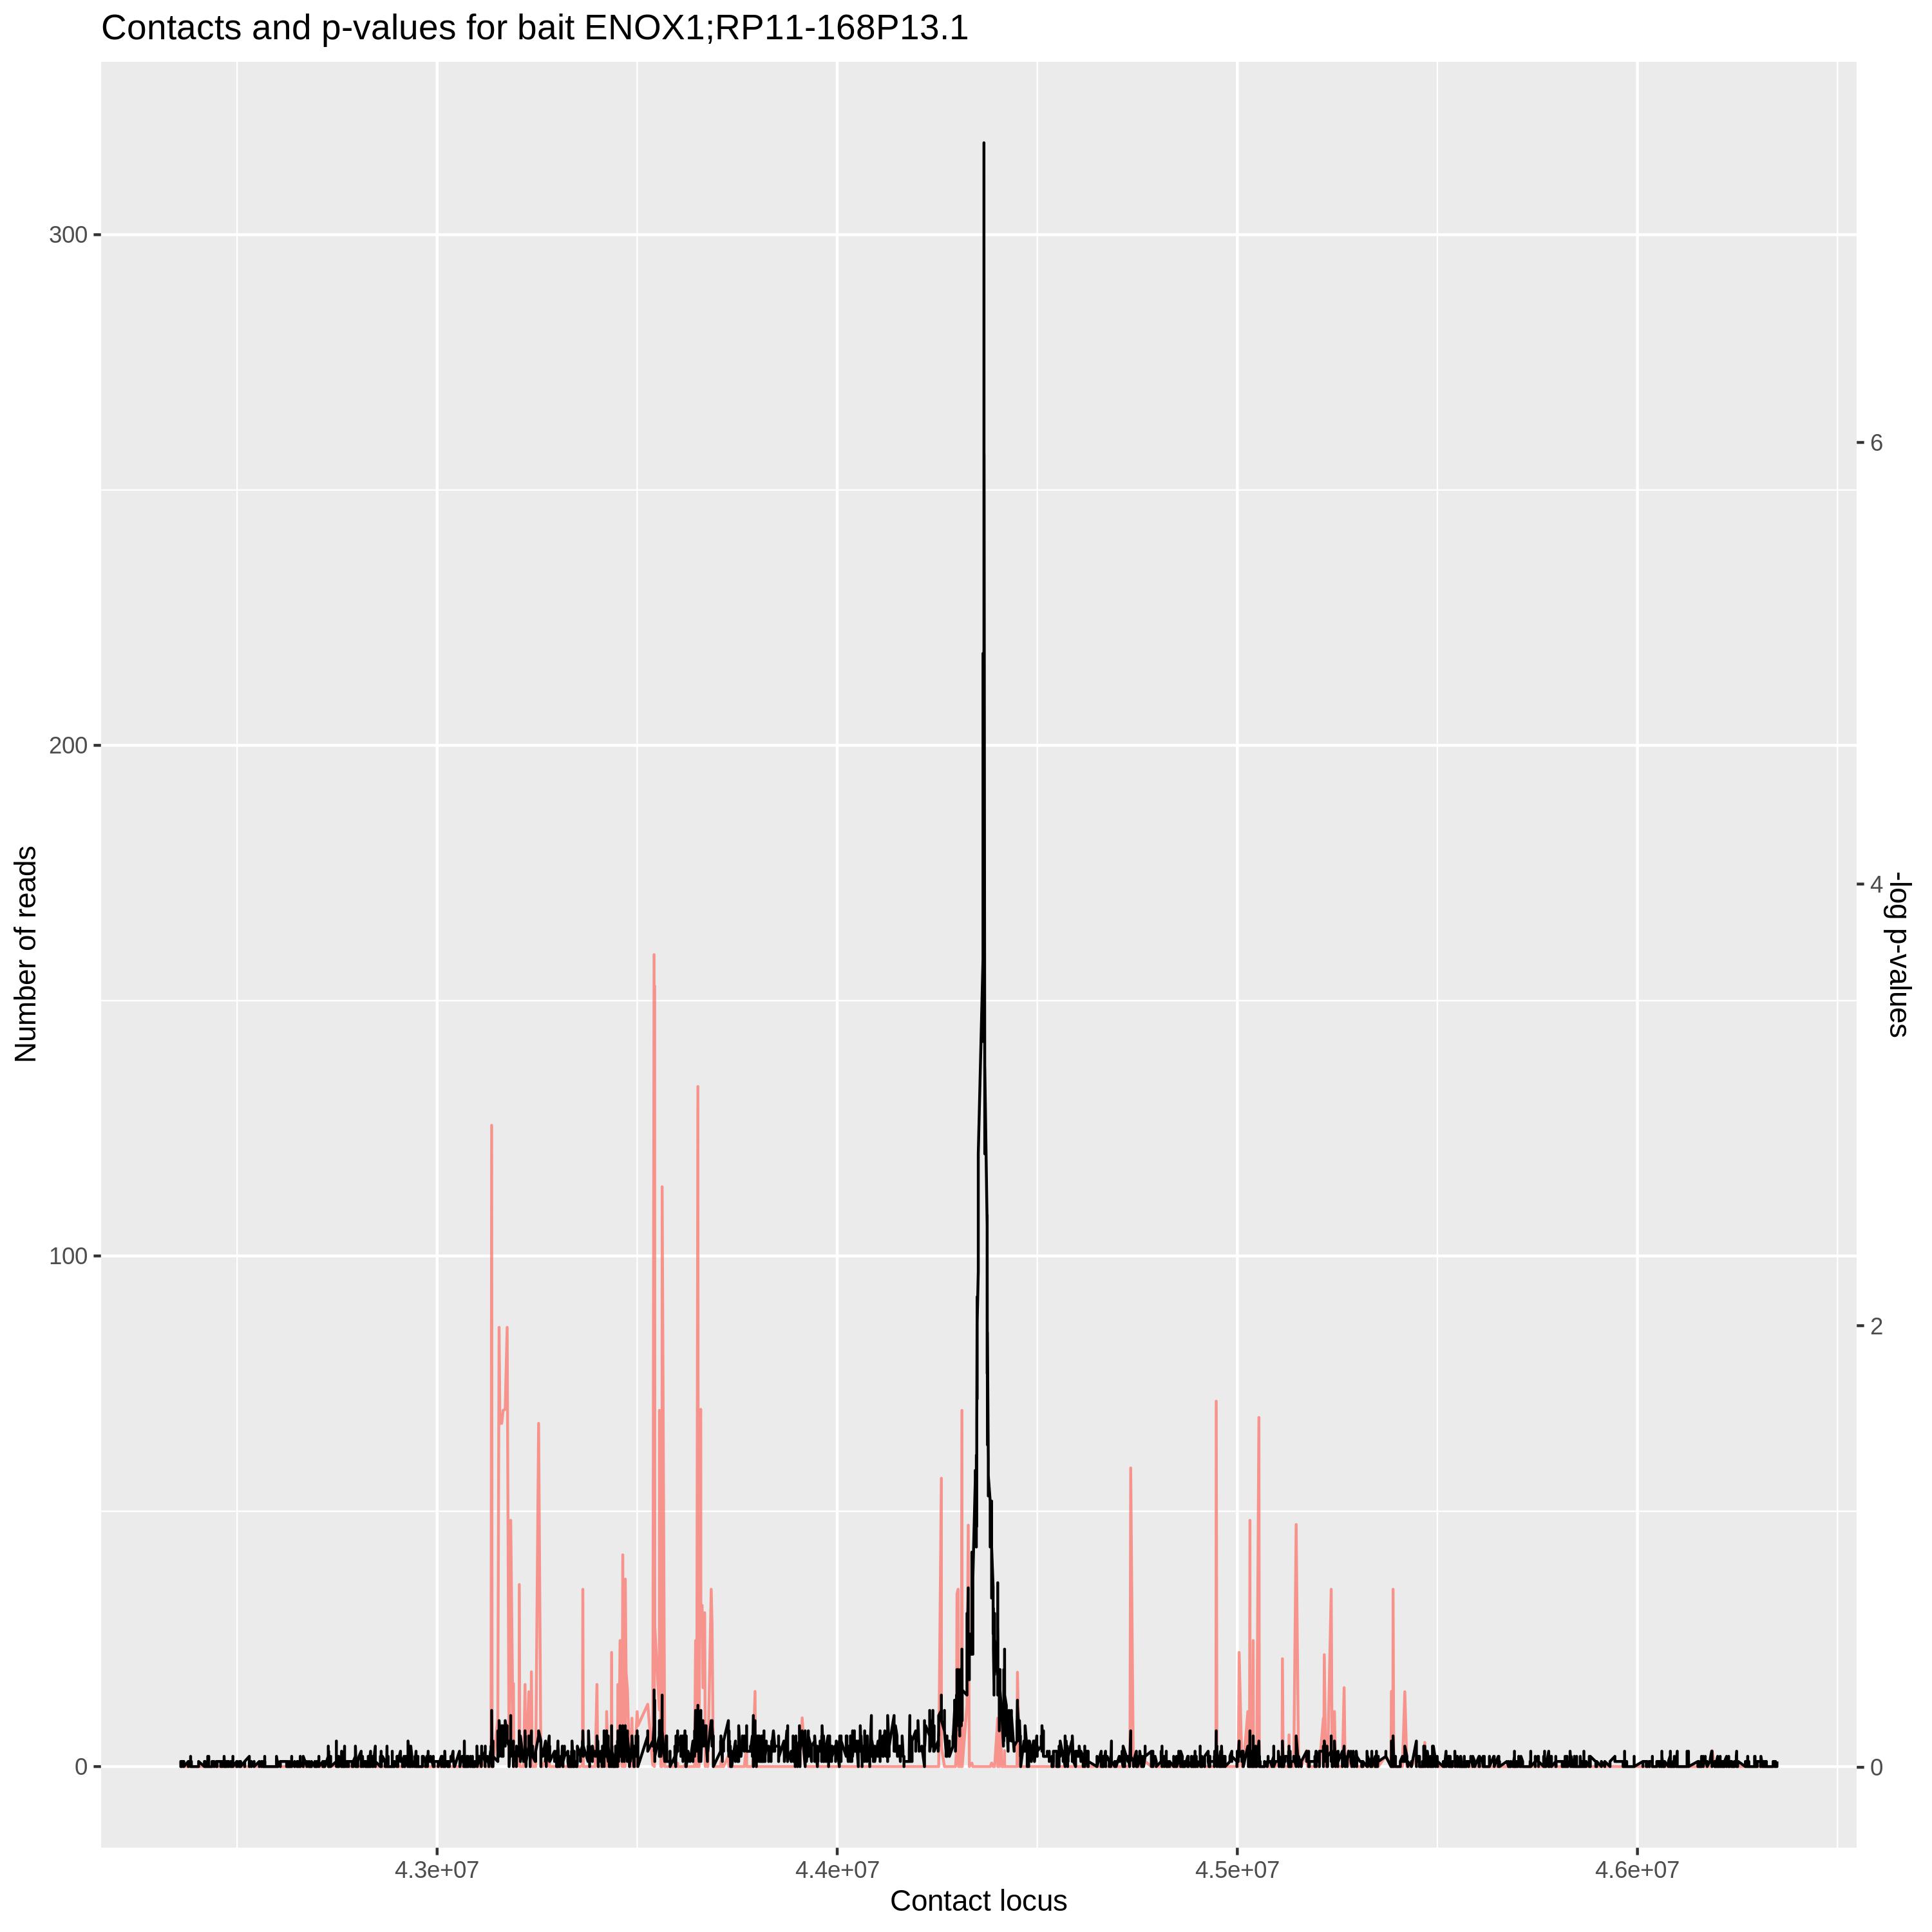 Contacts and p-values for bait ENOX1;RP11-168P13.1
300
200
100
0
Number of reads
6
4
2
0
-log p-values
4.3e+07
4.4e+07
4.5e+07
4.6e+07
Contact locus